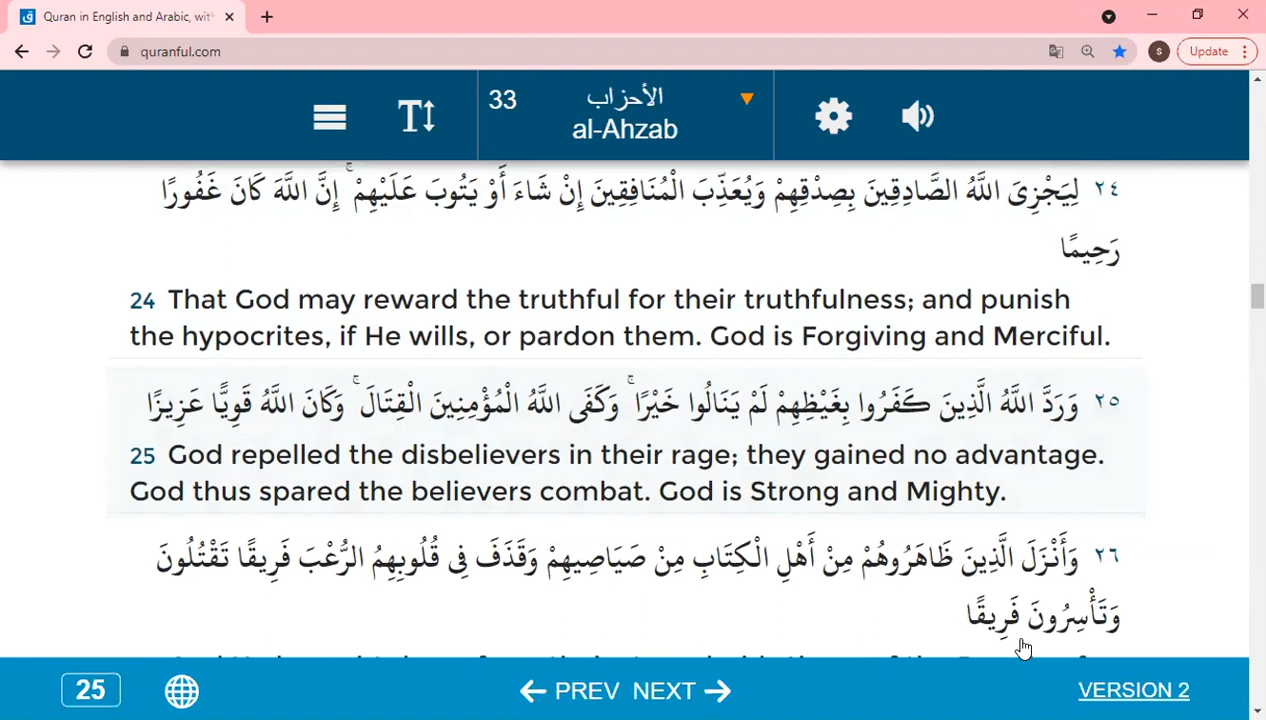 Quran in English and Arabic, wit
quranful.com
Update
S
33
الأحزاب
al-Ahzab
٢٤ لِيَجْزِىَ اللَّهُ الصَّادِقِينَ بِصِدْقِهِمْ وَيُعَذِّبَ الْمُنَافِقِينَ إِنْ شَاءَ أَوْ يَتُوبَ عَلَيْهِمْ ۚ إِنَّ اللَّهَ كَانَ غَفُورًا
رَحِيمًا
24 That God may reward the truthful for their truthfulness; and punish
the hypocrites, if He wills, or pardon them. God is Forgiving and Merciful.
٢٥ وَرَدَّ اللَّهُ الَّذِينَ كَفَرُوا بِغَيْظِهِمْ لَمْ يَنَالُوا خَيْرًا ۚ وَكَفَى اللَّهُ الْمُؤْمِنِينَ الْقِتَالَ ۚ وَكَانَ اللَّهُ قَوِيًّا عَزِيزًا
25 God repelled the disbelievers in their rage; they gained no advantage.
God thus spared the believers combat. God is Strong and Mighty.
٢٦ وَأَنْزَلَ الَّذِينَ ظَاهَرُوهُمْ مِنْ أَهْلِ الْكِتَابِ مِنْ صَيَاصِيهِمْ وَقَذَفَ فِى قُلُوبِهِمُ الرُّعْبَ فَرِيقًا تَقْتُلُونَ
وَتَأْسِرُونَ فَرِيقًا
25
PREV NEXT
VERSION 2